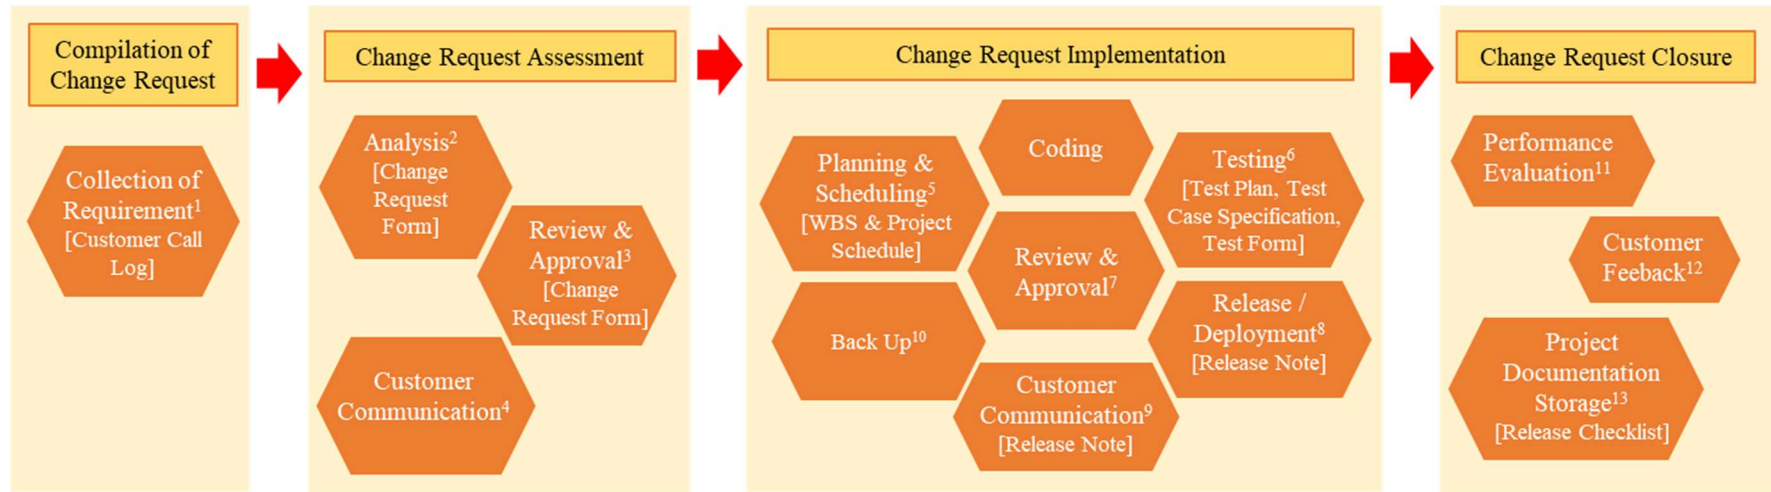 Compilation of
Change Request
Collection of
Requirement¹
[Customer Call
Log]
Change Request Assessment
Analysis²
[Change
Request
Form]
Review &
Approval³
[Change
Request Form]
Customer
Communication⁴
Change Request Implementation
Planning &
Scheduling⁵
[WBS & Project
Schedule]
Coding
Testing⁶
[Test Plan, Test
Case Specification,
Test Form]
Review &
Approval⁷
Release /
Deployment⁸
[Release Note]
Customer
Communication⁹
[Release Note]
Back Up¹⁰
Change Request Closure
Performance
Evaluation¹¹
Customer
Feeback¹²
Project
Documentation
Storage¹³
[Release Checklist]